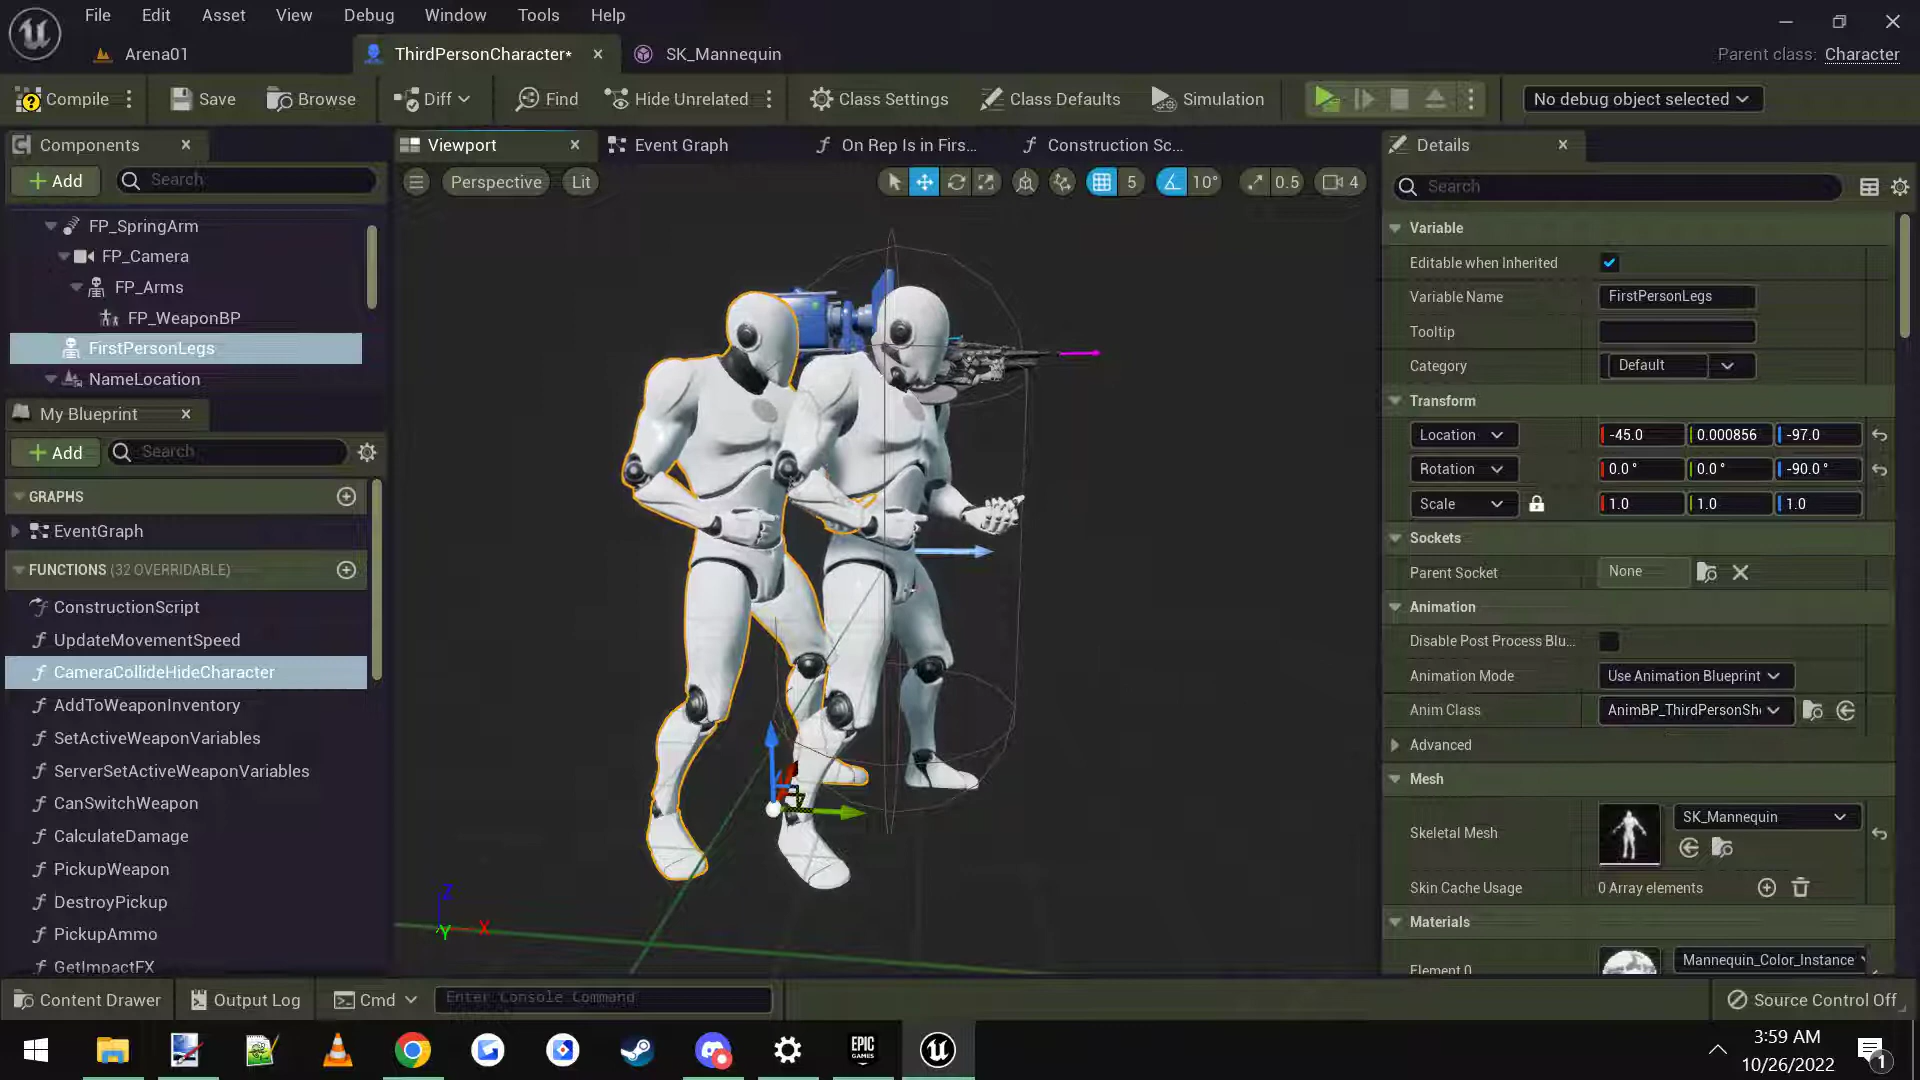 File Edit Asset View Debug Window Tools Help
Arena01
ThirdPersonCharacter*
SK_Mannequin
Parent class: Character
Compile
Save
Browse
Diff
Find
Hide Unrelated
Class Settings
Class Defaults
Simulation
No debug object selected
Components
Viewport
Event Graph
On Rep Is in Firs...
Construction Sc...
Details
Add
Search
Perspective
Lit
5
10°
0.5
4
Search
FP_SpringArm
FP_Camera
FP_Arms
FP_WeaponBP
FirstPersonLegs
NameLocation
My Blueprint
Add
Search
GRAPHS
EventGraph
FUNCTIONS (32 OVERRIDABLE)
ConstructionScript
UpdateMovementSpeed
CameraCollideHideCharacter
AddToWeaponInventory
SetActiveWeaponVariables
ServerSetActiveWeaponVariables
CanSwitchWeapon
CalculateDamage
PickupWeapon
DestroyPickup
PickupAmmo
GetImpactFX
Z
Y
X
Variable
Editable when Inherited
Variable Name FirstPersonLegs
Tooltip
Category Default
Transform
Location -45.0 0.000856 -97.0
Rotation 0.0° 0.0° -90.0°
Scale 1.0 1.0 1.0
Sockets
Parent Socket None
Animation
Disable Post Process Blu...
Animation Mode Use Animation Blueprint
Anim Class AnimBP_ThirdPersonSh
Advanced
Mesh
Skeletal Mesh SK_Mannequin
Skin Cache Usage 0 Array elements
Materials
Element 0 Mannequin_Color_Instance
Content Drawer
Output Log
Cmd
Enter Console Command
Source Control Off
EPIC
GAMES
3:59 AM
10/26/2022
1